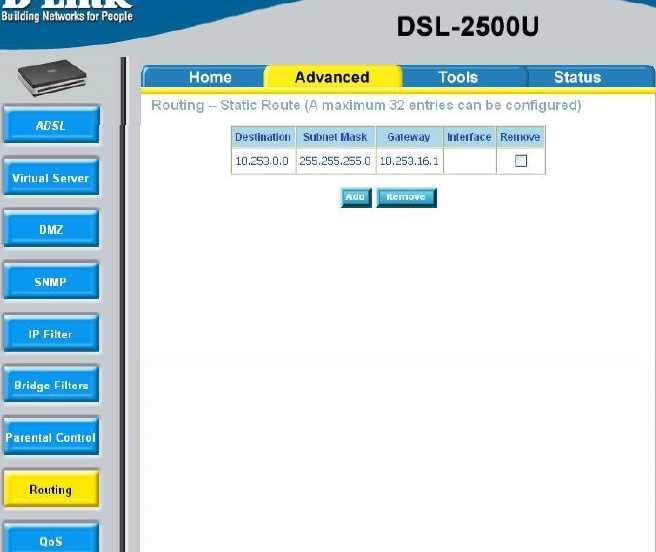 D-Link
Building Networks for People
DSL-2500U
Home Advanced Tools Status
Routing -- Static Route (A maximum 32 entries can be configured)
Destination Subnet Mask Gateway Interface Remove
10.253.0.0 255.255.255.0 10.253.16.1
Add Remove
ADSL
Virtual Server
DMZ
SNMP
IP Filter
Bridge Filters
Parental Control
Routing
QoS